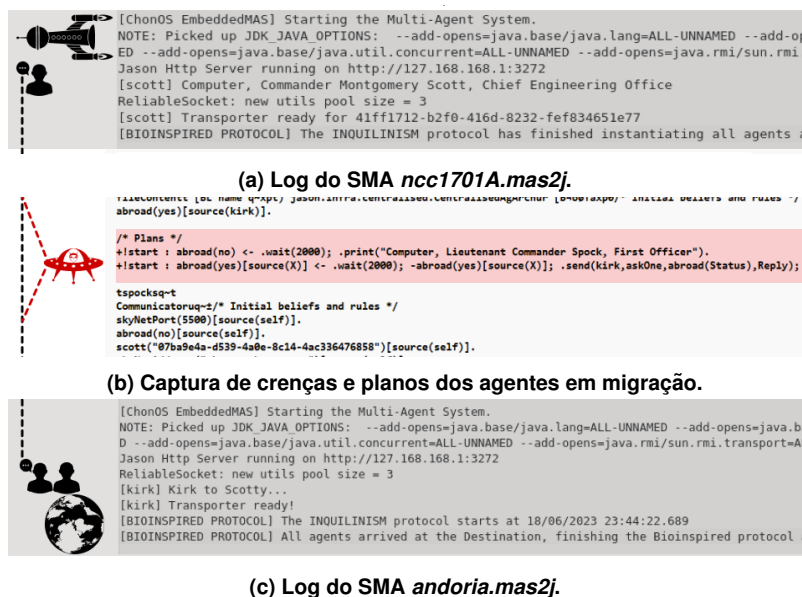 [ChonOS EmbeddedMAS] Starting the Multi-Agent System.
NOTE: Picked up JDK_JAVA_OPTIONS:  --add-opens=java.base/java.lang=ALL-UNNAMED --add-op
ED --add-opens=java.base/java.util.concurrent=ALL-UNNAMED --add-opens=java.rmi/sun.rmi
Jason Http Server running on http://127.168.168.1:3272
[scott] Computer, Commander Montgomery Scott, Chief Engineering Office
ReliableSocket: new utils pool size = 3
[scott] Transporter ready for 41ff1712-b2f0-416d-8232-fef834651e77
[BIOINSPIRED PROTOCOL] The INQUILINISM protocol has finished instantiating all agents a
(a) Log do SMA ncc1701A.mas2j.
jason.infra.centralised.CentralisedAgArch Initial beliefs and rules */
abroad(yes)[source(kirk)].
/* Plans */
+!start : abroad(no) <- .wait(2000); .print("Computer, Lieutenant Commander Spock, First Officer").
+!start : abroad(yes)[source(X)] <- .wait(2000); -abroad(yes)[source(X)]; .send(kirk,askOne,abroad(Status),Reply);
tspocksq~t
Communicatoruq~±/* Initial beliefs and rules */
skyNetPort(5500)[source(self)].
abroad(no)[source(self)].
scott("07ba9e4a-d539-4a0e-8c14-4ac336476858")[source(self)].
(b) Captura de crenças e planos dos agentes em migração.
[ChonOS EmbeddedMAS] Starting the Multi-Agent System.
NOTE: Picked up JDK_JAVA_OPTIONS:  --add-opens=java.base/java.lang=ALL-UNNAMED --add-opens=java.b
D --add-opens=java.base/java.util.concurrent=ALL-UNNAMED --add-opens=java.rmi/sun.rmi.transport=A
Jason Http Server running on http://127.168.168.1:3272
ReliableSocket: new utils pool size = 3
[kirk] Kirk to Scotty...
[kirk] Transporter ready!
[BIOINSPIRED PROTOCOL] The INQUILINISM protocol starts at 18/06/2023 23:44:22.689
[BIOINSPIRED PROTOCOL] All agents arrived at the Destination, finishing the Bioinspired protocol
(c) Log do SMA andoria.mas2j.